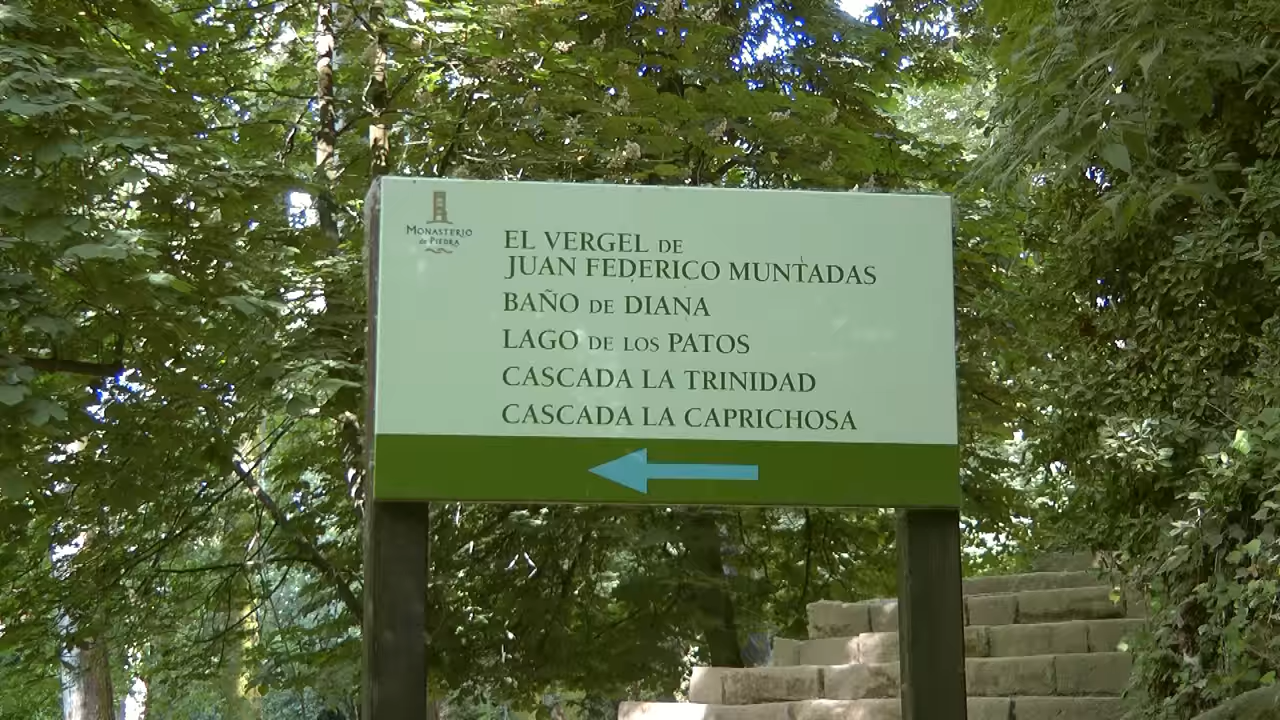 MONASTERIO
de PIEDRA
EL VERGEL DE
JUAN FEDERICO MUNTADAS
BAÑO DE DIANA
LAGO DE LOS PATOS
CASCADA LA TRINIDAD
CASCADA LA CAPRICHOSA